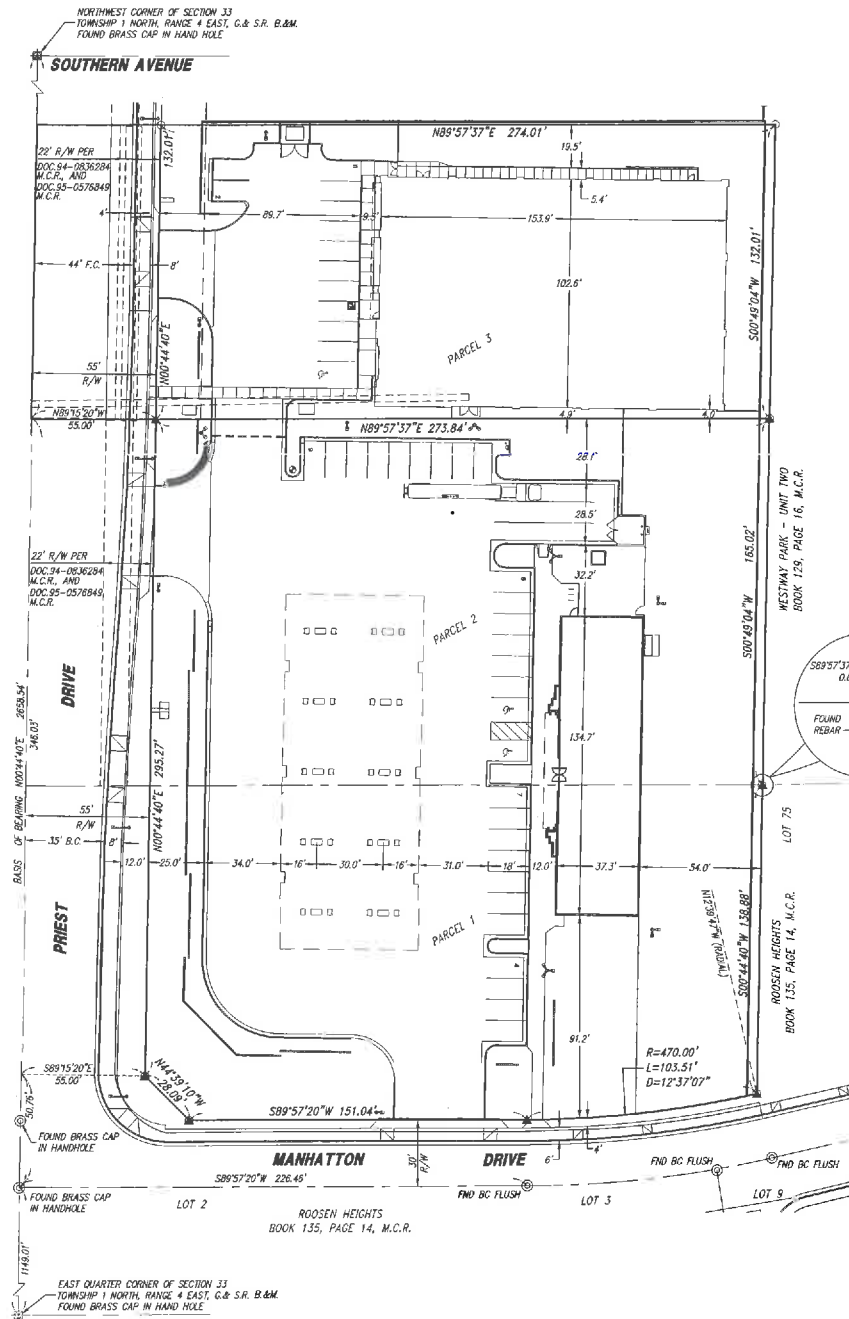 NORTHWEST CORNER OF SECTION 33
TOWNSHIP 1 NORTH, RANGE 4 EAST, G.& S.R. B.&M.
FOUND BRASS CAP IN HAND HOLE
SOUTHERN AVENUE
N89°57'37"E 274.01'
19.5'
132.01'
22' R/W PER
DOC.94-0836284
M.C.R., AND
DOC.95-0576849
M.C.R.
4'
89.7'
153.9'
5.4'
44' F.C.
8'
102.6'
S00°49'04"W 132.01'
N00°44'40"E
PARCEL 3
55'
R/W
N89°15'20"W
55.00'
N89°57'37"E 273.84'
4.9'
4.0'
28.1'
28.5'
WESTWAY PARK - UNIT TWO
BOOK 129, PAGE 16, M.C.R.
22' R/W PER
DOC.94-0836284
M.C.R., AND
DOC.95-0576849,
M.C.R.
32.2'
S00°49'04"W 165.02'
PARCEL 2
DRIVE
S89°57'37
FOUND
REBAR
BASIS OF BEARING N00°44'40"E 2658.54'
346.03'
N00°44'40"E 295.27'
134.7'
55'
R/W
35' B.C.
8'
LOT 75
12.0'
25.0'
34.0'
16'
30.0'
16'
31.0'
18'
12.0'
37.3'
54.0'
PRIEST
PARCEL 1
N12°39'47"W (RADIAL)
S00°44'40"W 138.88'
ROOSEN HEIGHTS
BOOK 135, PAGE 14, M.C.R.
91.2'
R=470.00'
L=103.51'
D=12°37'07"
S89°15'20"E
55.00'
N44°39'10"W
28.09
50.76'
S89°57'20"W 151.04'
FOUND BRASS CAP
IN HANDHOLE
MANHATTON DRIVE
30'
R/W
6'
4'
S89°57'20"W 226.46'
FND BC FLUSH
FND BC FLUSH
FND BC FLUSH
FOUND BRASS CAP
IN HANDHOLE
LOT 2
LOT 3
LOT 9
ROOSEN HEIGHTS
BOOK 135, PAGE 14, M.C.R.
1149.01'
EAST QUARTER CORNER OF SECTION 33
TOWNSHIP 1 NORTH, RANGE 4 EAST, G.& S.R. B.&M.
FOUND BRASS CAP IN HAND HOLE